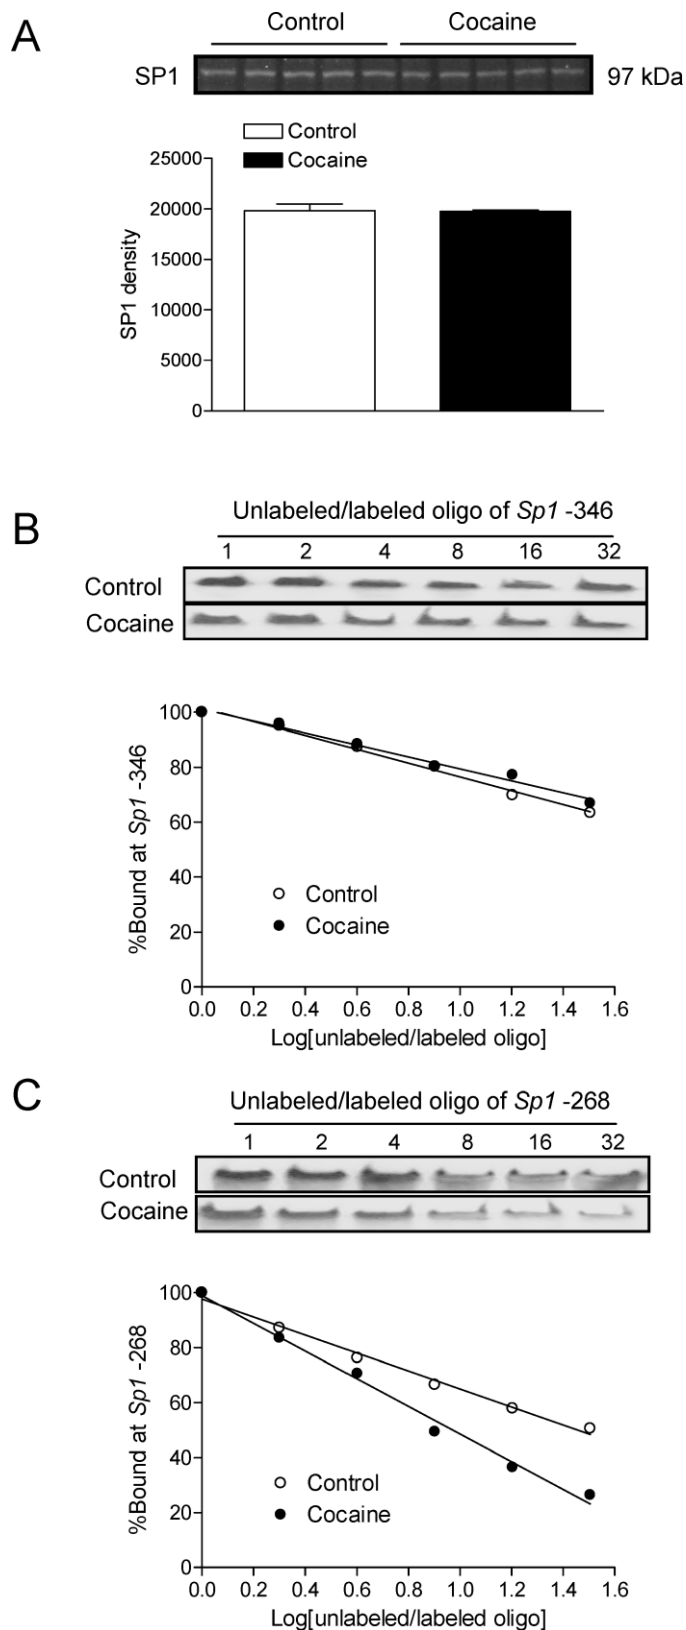 A
Control Cocaine
SP1 97 kDa
Control
Cocaine
25000
20000
15000
10000
5000
0
SP1 density
B
Unlabeled/labeled oligo of Sp1 -346
1 2 4 8 16 32
Control
Cocaine
100
80
60
40
20
0
%Bound at Sp1 -346
Control
Cocaine
0.0 0.2 0.4 0.6 0.8 1.0 1.2 1.4 1.6
Log[unlabeled/labeled oligo]
C
Unlabeled/labeled oligo of Sp1 -268
1 2 4 8 16 32
Control
Cocaine
100
80
60
40
20
0
%Bound at Sp1 -268
Control
Cocaine
0.0 0.2 0.4 0.6 0.8 1.0 1.2 1.4 1.6
Log[unlabeled/labeled oligo]